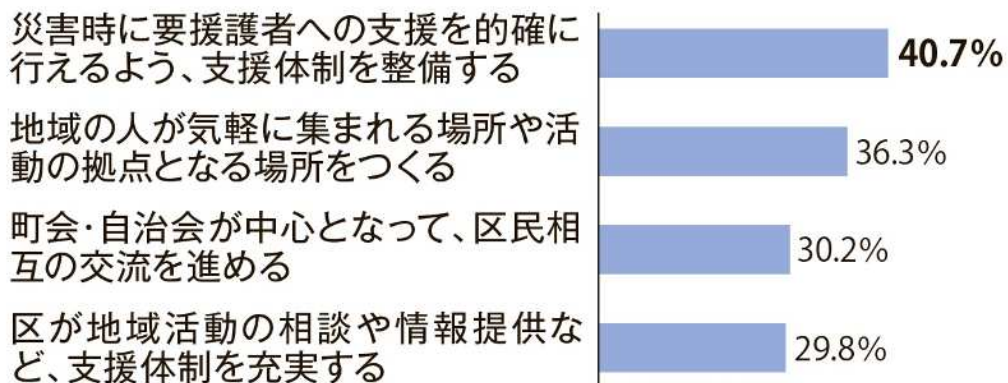 災害時に要援護者への支援を的確に
行えるよう、支援体制を整備する
40.7%
地域の人が気軽に集まれる場所や活
動の拠点となる場所をつくる
36.3%
町会・自治会が中心となって、区民相
互の交流を進める
30.2%
区が地域活動の相談や情報提供な
ど、支援体制を充実する
29.8%